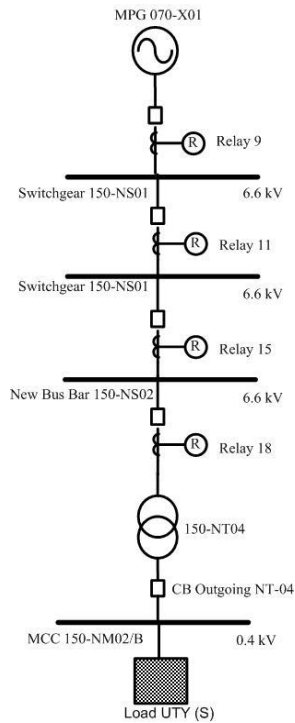 MPG 070-X01
R Relay 9
Switchgear 150-NS01 6.6 kV
R Relay 11
Switchgear 150-NS01 6.6 kV
R Relay 15
New Bus Bar 150-NS02 6.6 kV
R Relay 18
150-NT04
CB Outgoing NT-04
MCC 150-NM02/B 0.4 kV
Load UTY (S)